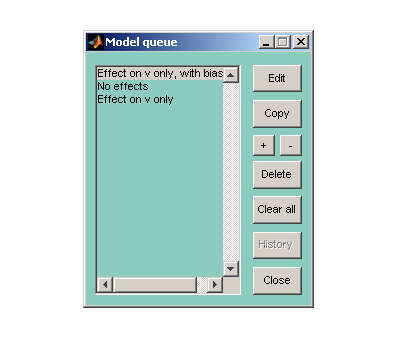 Model queue
Effect on v only, with bias
No effects
Effect on v only
Edit
Copy
+ -
Delete
Clear all
History
Close